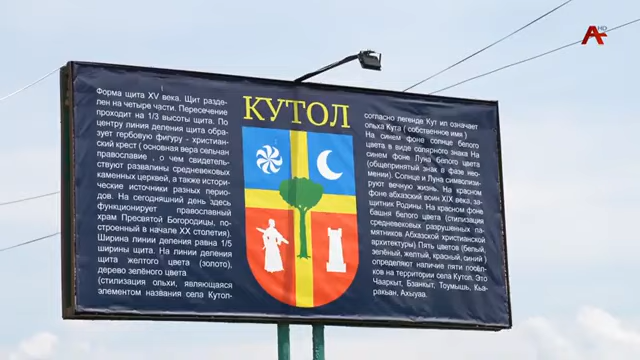 КУТОЛ
Форма щита XV века. Щит разде-
лен на четыре части. Пересечение
проходит на 1/3 высоты щита. По
центру линии деления щита обра-
зует гербовую фигуру - христиан-
ский крест ( основная вера сельчан
православие , о чем свидетель-
ствуют развалины средневековых
каменных церквей, а также истори-
ческие источники разных перио-
дов. На сегодняшний день здесь
функционирует православный
храм Пресвятой Богородицы, по-
строенный в начале XX столетия).
Ширина линии деления равна 1/5
ширины щита. На линии деления
щита желтого цвета (золото).
дерево зелёного цвета
(стилизация ольхи, являющаяся
элементом названия села Кутол-
согласно легенде Кут ил означает
ольха Кута ( собственное имя )
На синем фоне солнце белого
цвета в виде солярного знака На
синем фоне Луна белого цвета
(общепринятый знак в фазе нео-
мении). Солнце и Луна символизи-
руют вечную жизнь. На красном
фоне абхазский воин XIX века, за-
щитник Родины. На красном фоне
башня белого цвета (стилизация
средневековых разрушенных па-
мятников Абхазской христианской
архитектуры) Пять цветов (белый,
зелёный, желтый, красный, синий )
определяют наличие пяти посёл-
ков на территории села Кутол. Это
Чааркыт, Бзанкыт, Тоумышь, Кьа-
ракьан, Ахыуаа.
HD